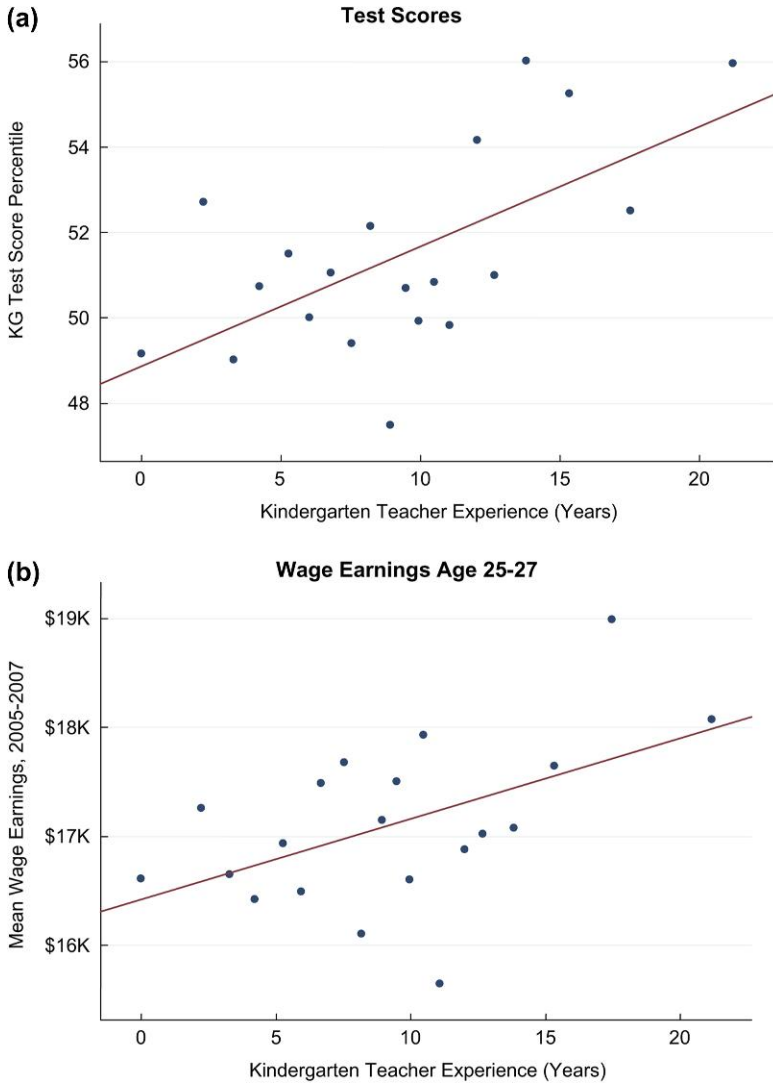 (a)
Test Scores
KG Test Score Percentile
56
54
52
50
48
0 5 10 15 20
Kindergarten Teacher Experience (Years)
(b)
Wage Earnings Age 25-27
Mean Wage Earnings, 2005-2007
$19K
$18K
$17K
$16K
0 5 10 15 20
Kindergarten Teacher Experience (Years)